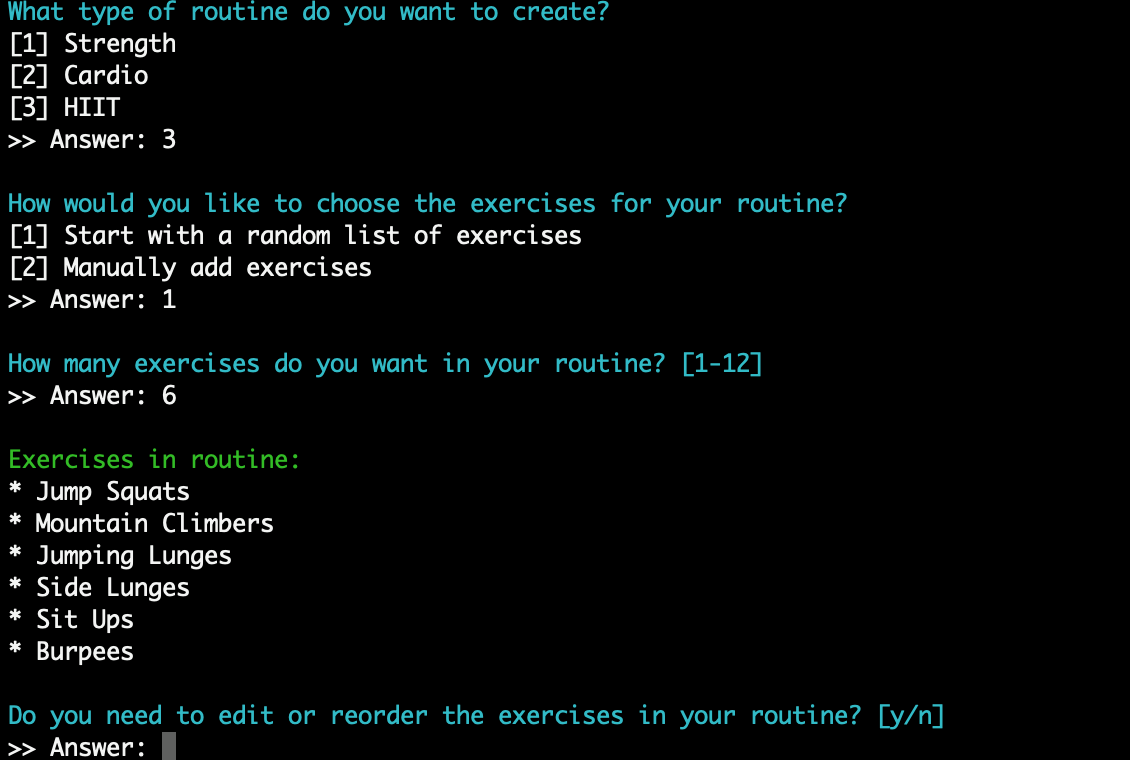 What type of routine do you want to create?
[1] Strength
[2] Cardio
[3] HIIT
>> Answer: 3
How would you like to choose the exercises for your routine?
[1] Start with a random list of exercises
[2] Manually add exercises
>> Answer: 1
How many exercises do you want in your routine? [1-12]
>> Answer: 6
Exercises in routine:
* Jump Squats
* Mountain Climbers
* Jumping Lunges
* Side Lunges
* Sit Ups
* Burpees
Do you need to edit or reorder the exercises in your routine? [y/n]
>> Answer: